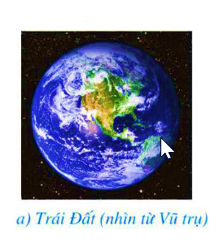 a) Trái Đất (nhìn từ Vũ trụ)